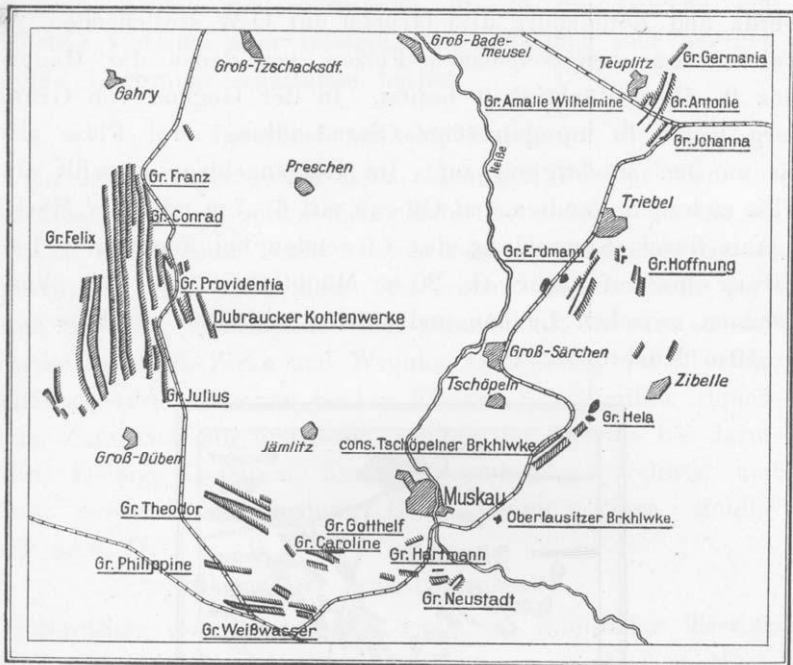 Groß-Bade-
meusel
Groß-Tzschacksdf.
Gahry
Teuplitz
Gr. Germania
Gr. Amalie Wilhelmine
Gr. Antonie
Gr. Johanna
Gr. Franz
Preschen
Neiße
Triebel
Gr. Conrad
Gr. Felix
Gr. Erdmann
Gr. Hoffnung
Gr. Providentia
Dubraucker Kohlenwerke
Groß-Särchen
Tschöpeln
Zibelle
Gr. Julius
Gr. Hela
Groß-Düben
Jämlitz
cons. Tschöpelner Brkhlwke.
Muskau
Gr. Theodor
Gr. Gotthelf
Oberlausitzer Brkhlwke.
Gr. Caroline
Gr. Hartmann
Gr. Philippine
Gr. Neustadt
Gr. Weißwasser